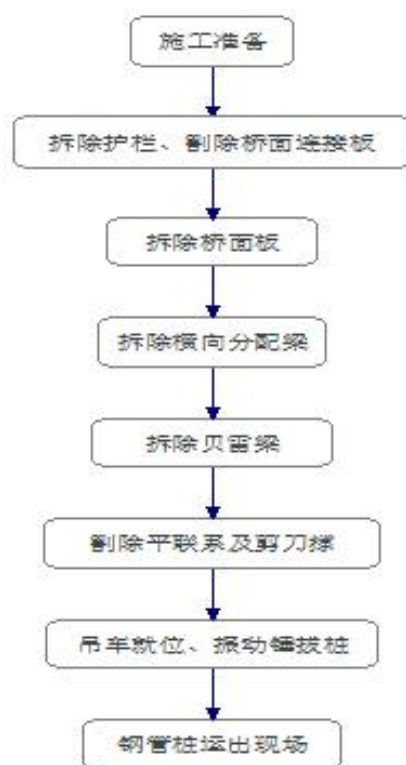 施工准备
拆除护栏、割除桥面连接板
拆除桥面板
拆除横向分配梁
拆除贝雷梁
割除平联系及剪刀撑
吊车就位、振动锤拔桩
钢管桩运出现场